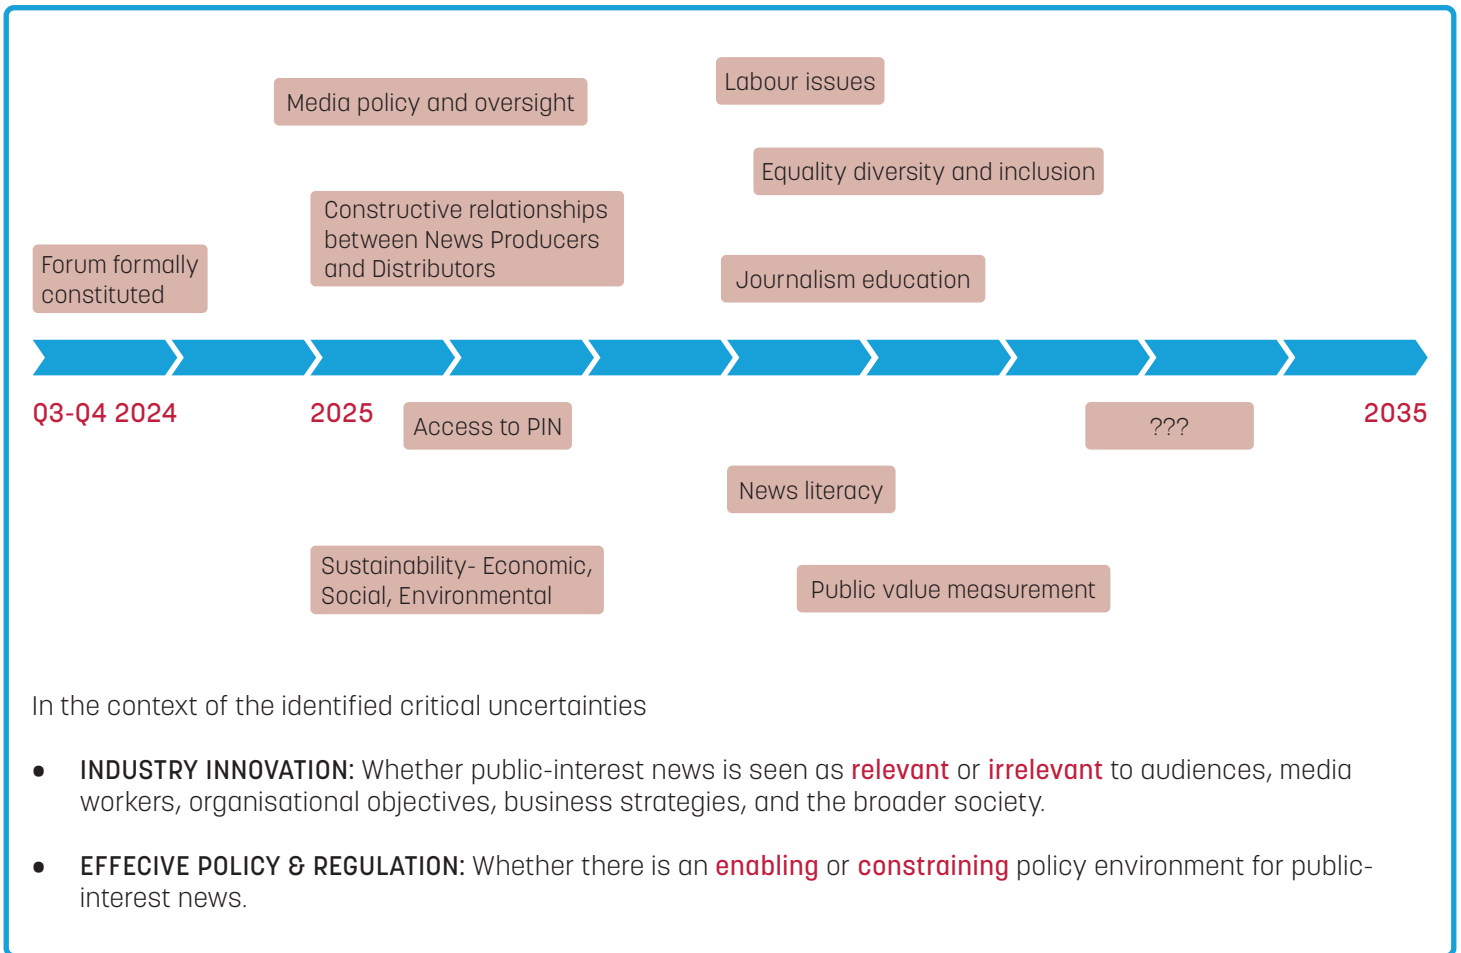 Media policy and oversight
Labour issues
Equality diversity and inclusion
Constructive relationships
between News Producers
and Distributors
Forum formally
constituted
Journalism education
Q3-Q4 2024
2025
2035
Access to PIN
???
News literacy
Sustainability- Economic,
Social, Environmental
Public value measurement
In the context of the identified critical uncertainties
• INDUSTRY INNOVATION: Whether public-interest news is seen as relevant or irrelevant to audiences, media
workers, organisational objectives, business strategies, and the broader society.
• EFFECIVE POLICY & REGULATION: Whether there is an enabling or constraining policy environment for public-
interest news.